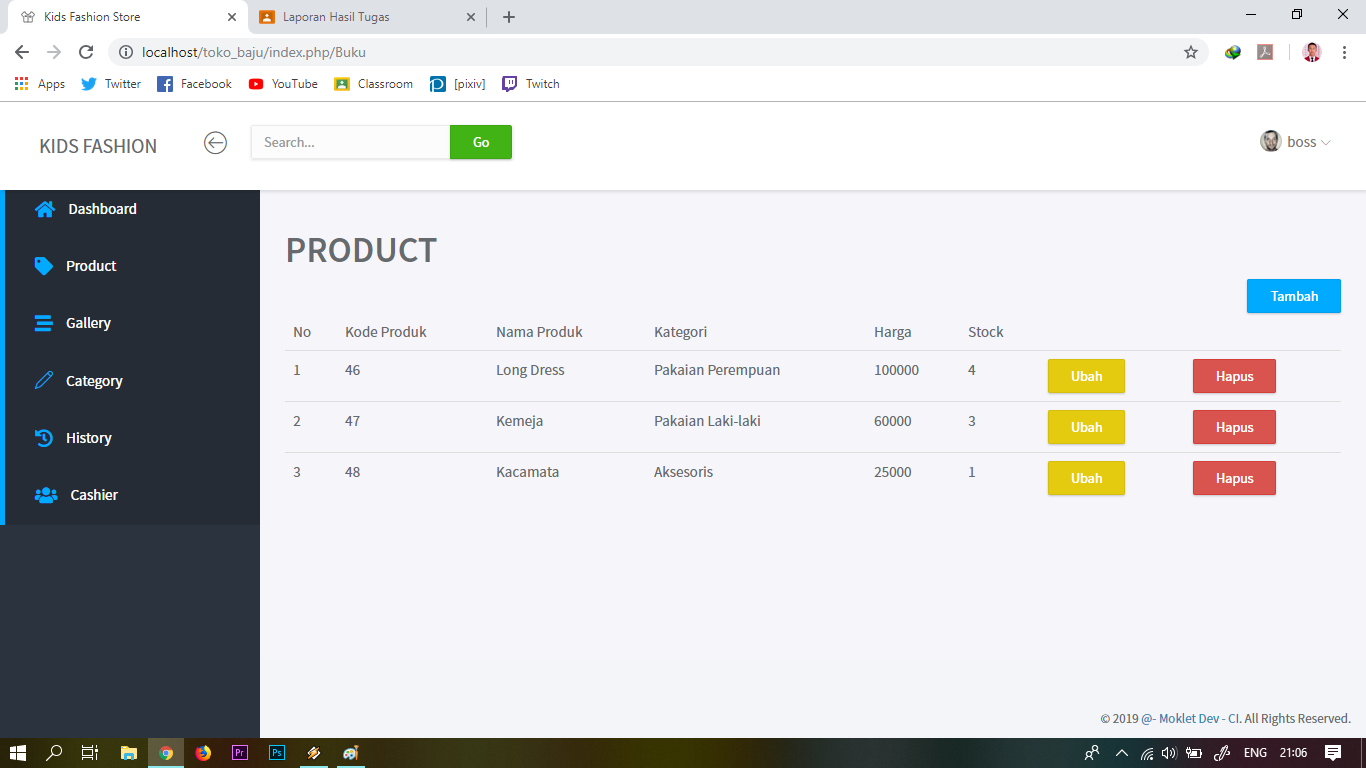 Kids Fashion Store
Laporan Hasil Tugas
localhost/toko_baju/index.php/Buku
Apps Twitter Facebook YouTube Classroom [pixiv] Twitch
KIDS FASHION
Search...
Go
boss
Dashboard
Product
Gallery
Category
History
Cashier
PRODUCT
Tambah
No Kode Produk Nama Produk Kategori Harga Stock
1 46 Long Dress Pakaian Perempuan 100000 4 Ubah Hapus
2 47 Kemeja Pakaian Laki-laki 60000 3 Ubah Hapus
3 48 Kacamata Aksesoris 25000 1 Ubah Hapus
© 2019 @- Moklet Dev - CI. All Rights Reserved.
Pr Ps ENG 21:06